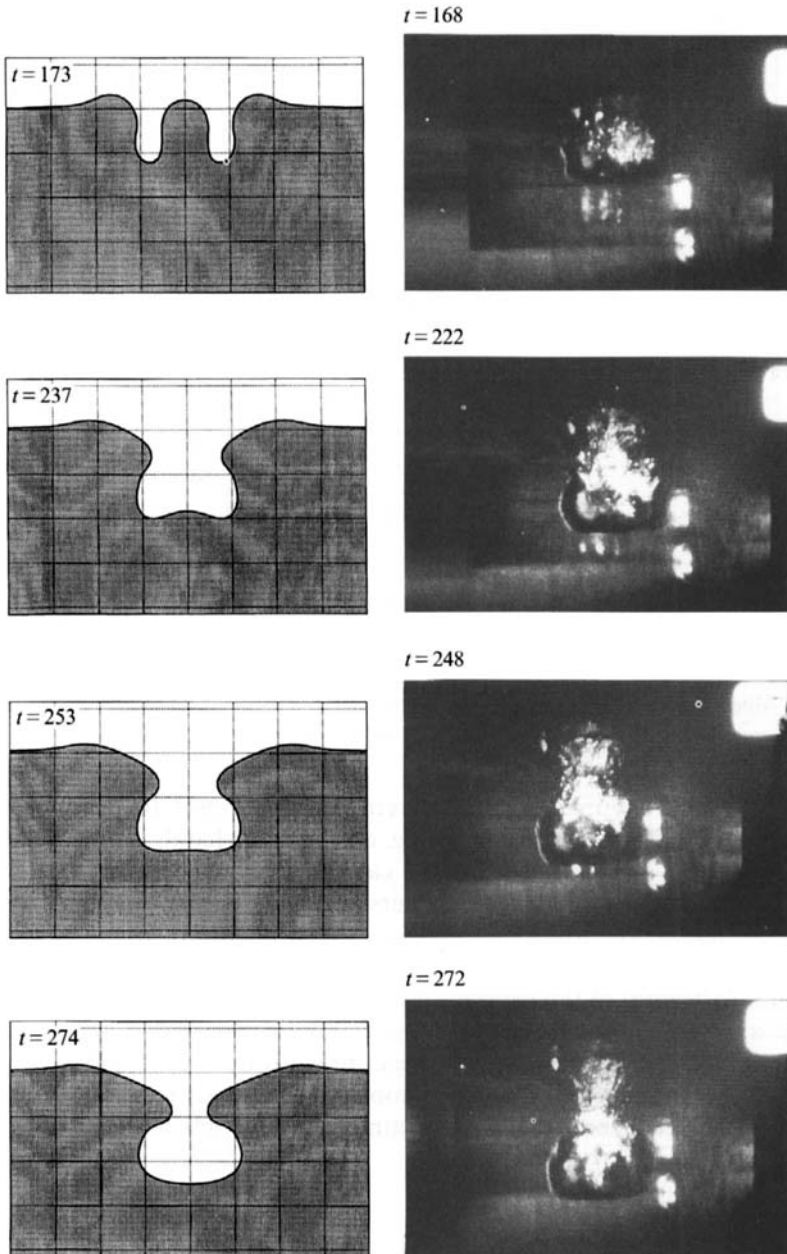 t = 168
t = 173
t = 222
t = 237
t = 248
t = 253
t = 272
t = 274